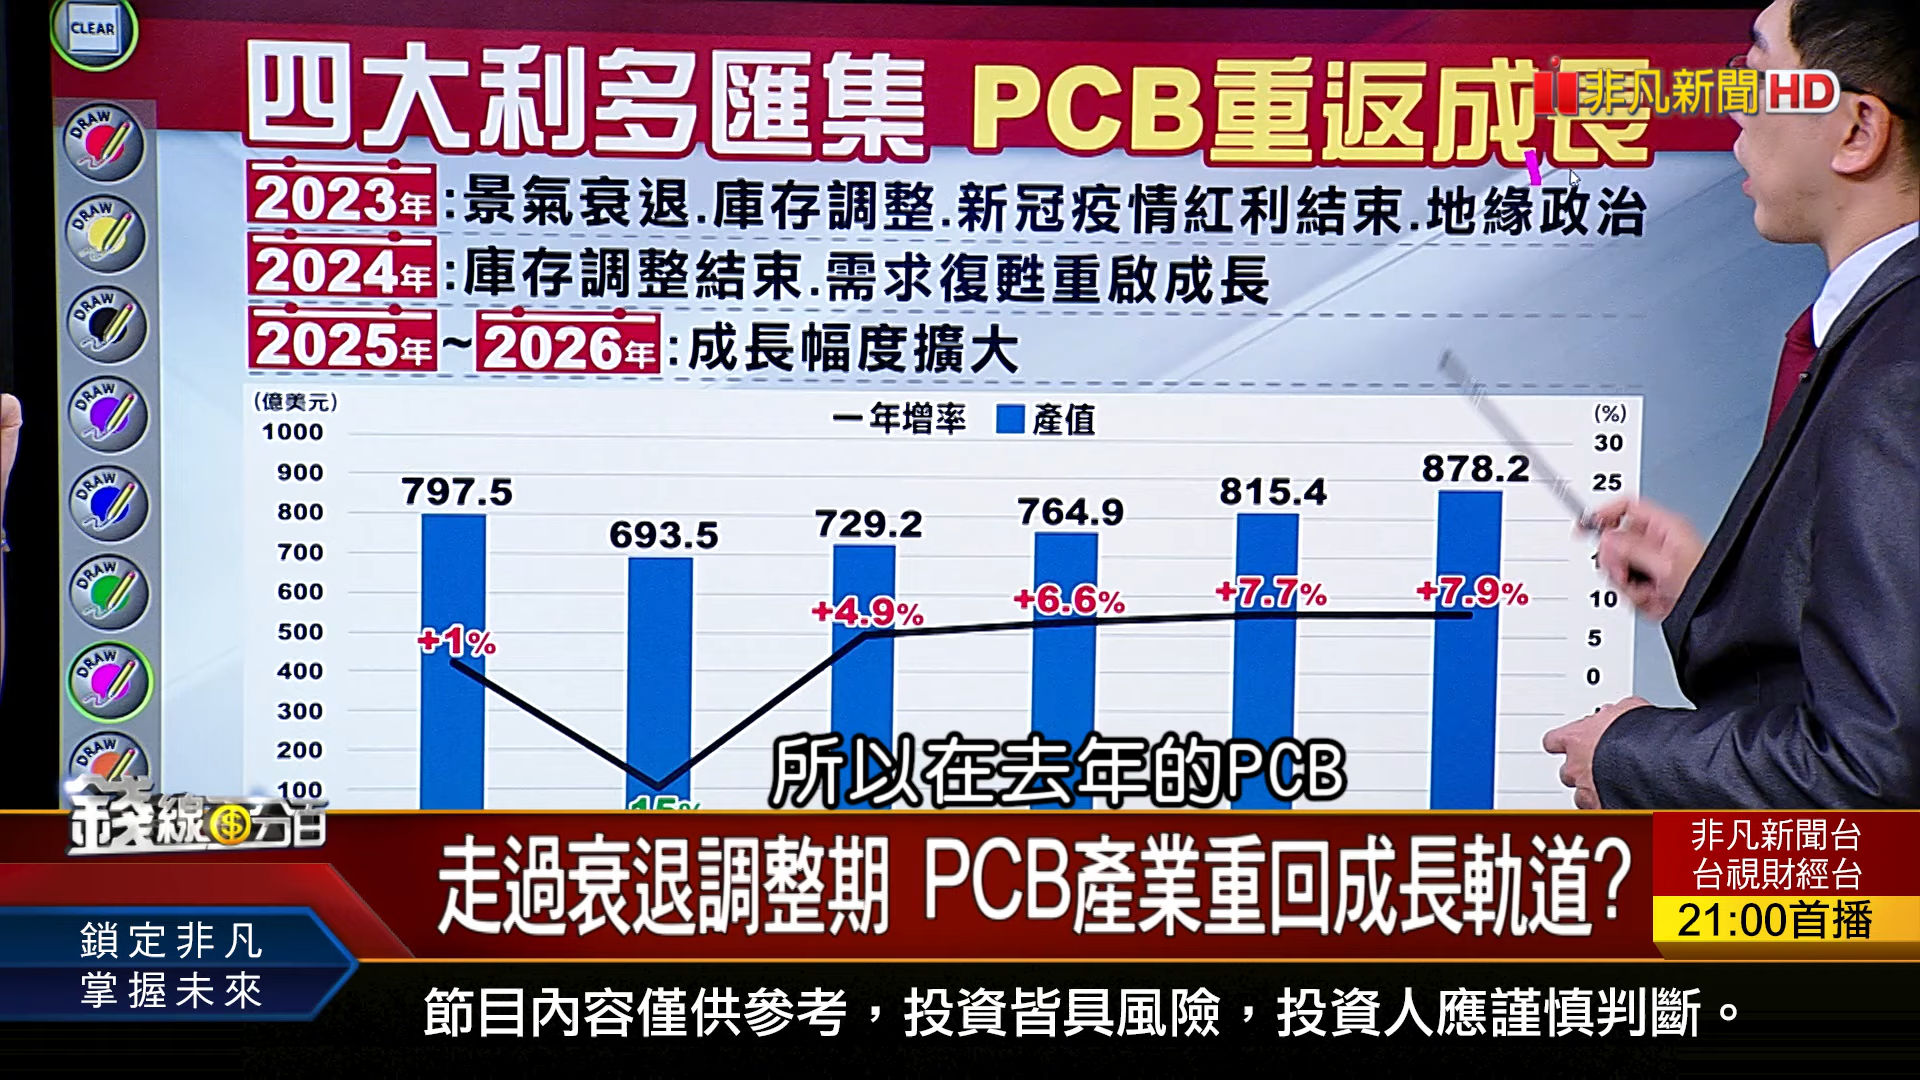 CLEAR
四大利多匯集 PCB重返成長
非凡新聞HD
DRAW
2023年:景氣衰退.庫存調整.新冠疫情紅利結束.地緣政治
DRAW
2024年:庫存調整結束.需求復甦重啟成長
DRAW
2025年~2026年:成長幅度擴大
DRAW
(億美元)
年增率 產值
(%)
1000
900
800
700
600
500
400
300
200
100
30
25
10
5
0
797.5
693.5
729.2
764.9
815.4
878.2
+1%
+4.9%
+6.6%
+7.7%
+7.9%
DRAW
DRAW
DRAW
DRAW
所以在去年的PCB
錢線百分百
走過衰退調整期 PCB產業重回成長軌道?
非凡新聞台
台視財經台
21:00首播
鎖定非凡
掌握未來
節目內容僅供參考，投資皆具風險，投資人應謹慎判斷。